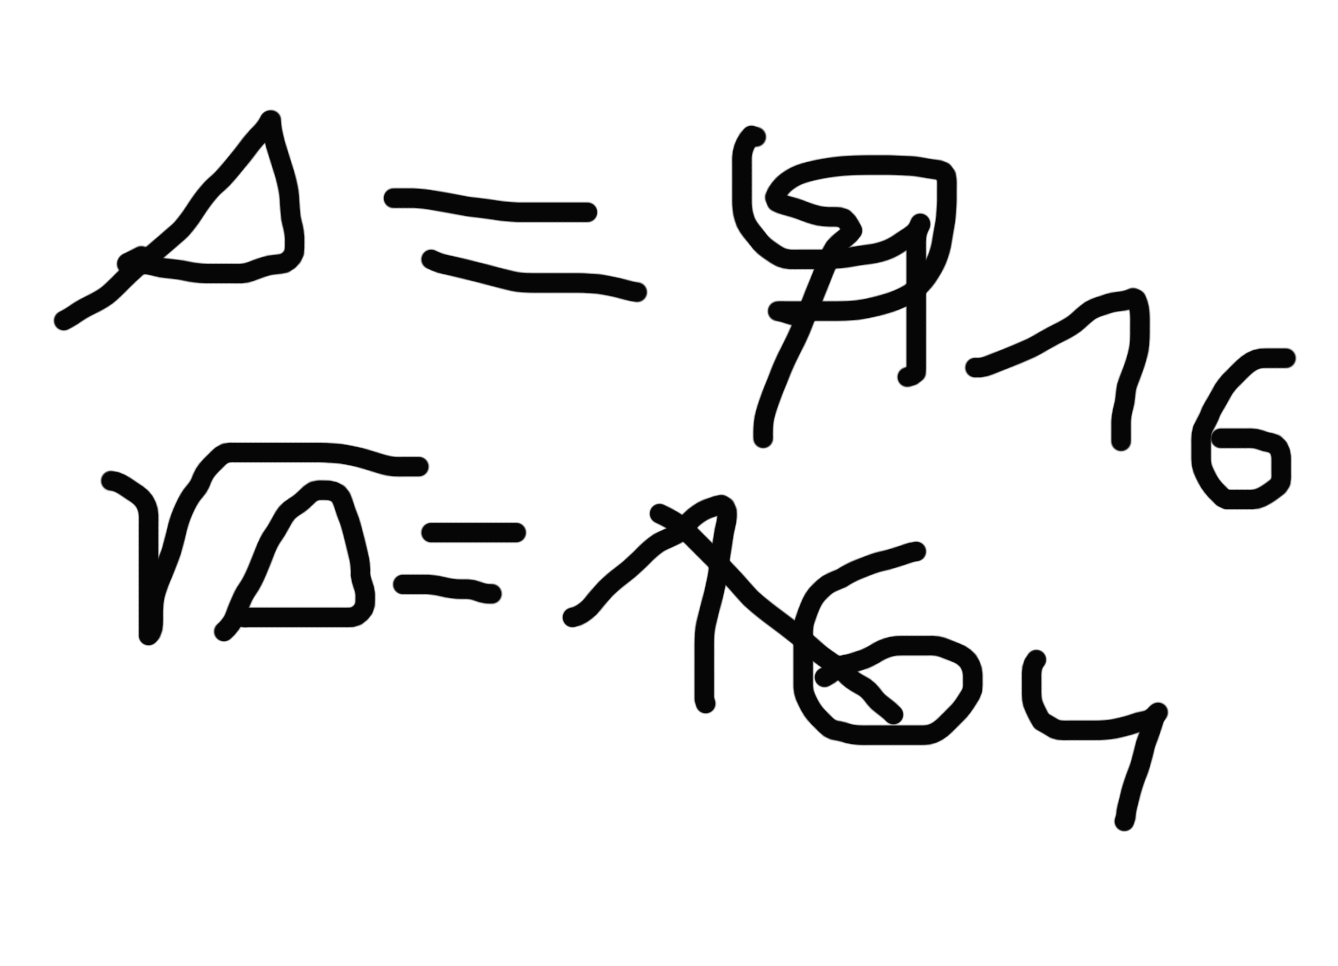 Δ = 16
√Δ = 4